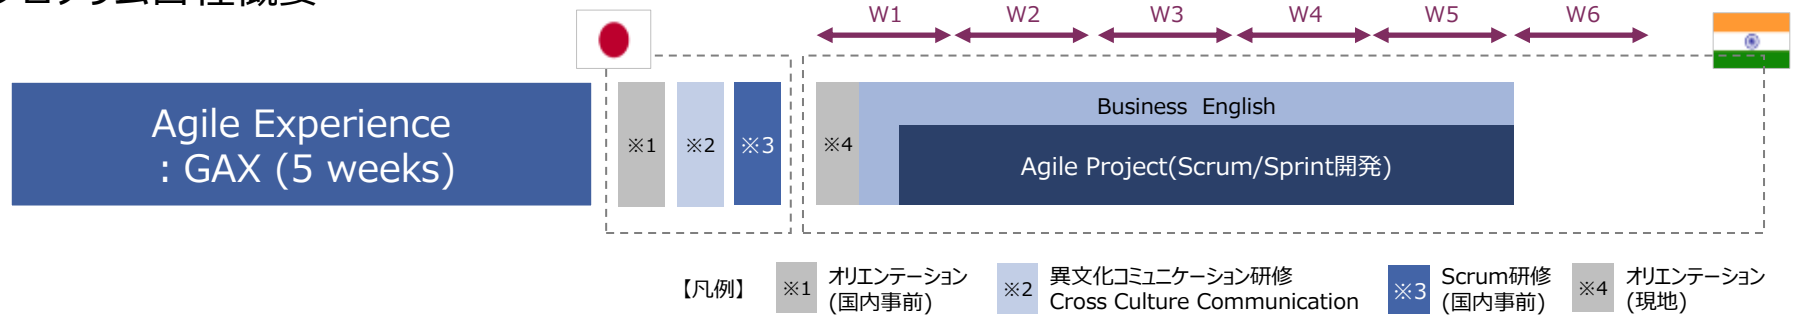 W1 W2 W3 W4 W5 W6
Agile Experience
: GAX (5 weeks)
※1 ※2 ※3 ※4
Business English
Agile Project(Scrum/Sprint開発)
【凡例】
※1 オリエンテーション
(国内事前)
※2 異文化コミュニケーション研修
Cross Culture Communication
※3 Scrum研修
(国内事前)
※4 オリエンテーション
(現地)